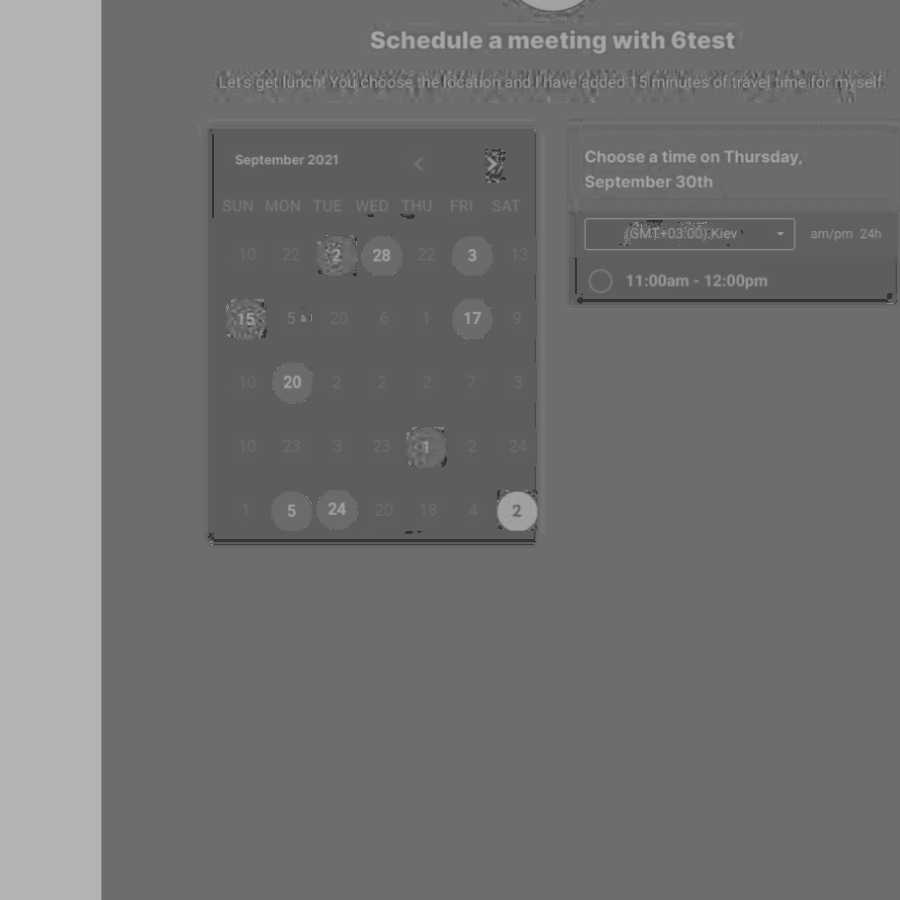 Schedule a meeting with 6test
Let's get lunch! You choose the location and I have added 15 minutes of travel time for myself.
September 2021
SUN MON TUE WED THU FRI SAT
10 22 2 28 22 3 13
15 5 20 6 1 17 9
10 20 2 2 2 7 3
10 23 3 23 1 2 24
1 5 24 20 18 4 2
Choose a time on Thursday,
September 30th
(GMT+03:00) Kiev am/pm 24h
11:00am - 12:00pm